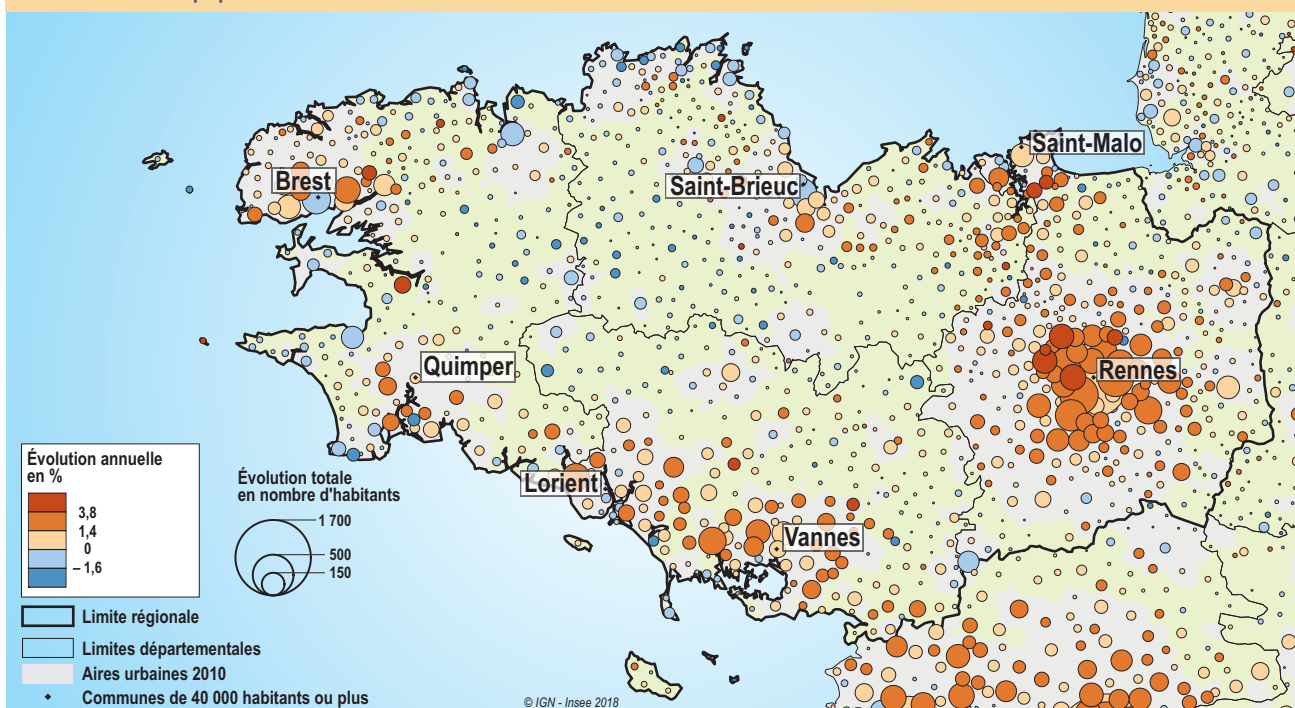 Saint-Malo
Brest
Saint-Brieuc
Quimper
Rennes
Lorient
Vannes
Évolution annuelle
en %
3,8
1,4
0
– 1,6
Évolution totale
en nombre d'habitants
1 700
500
150
Limite régionale
Limites départementales
Aires urbaines 2010
Communes de 40 000 habitants ou plus
© IGN - Insee 2018